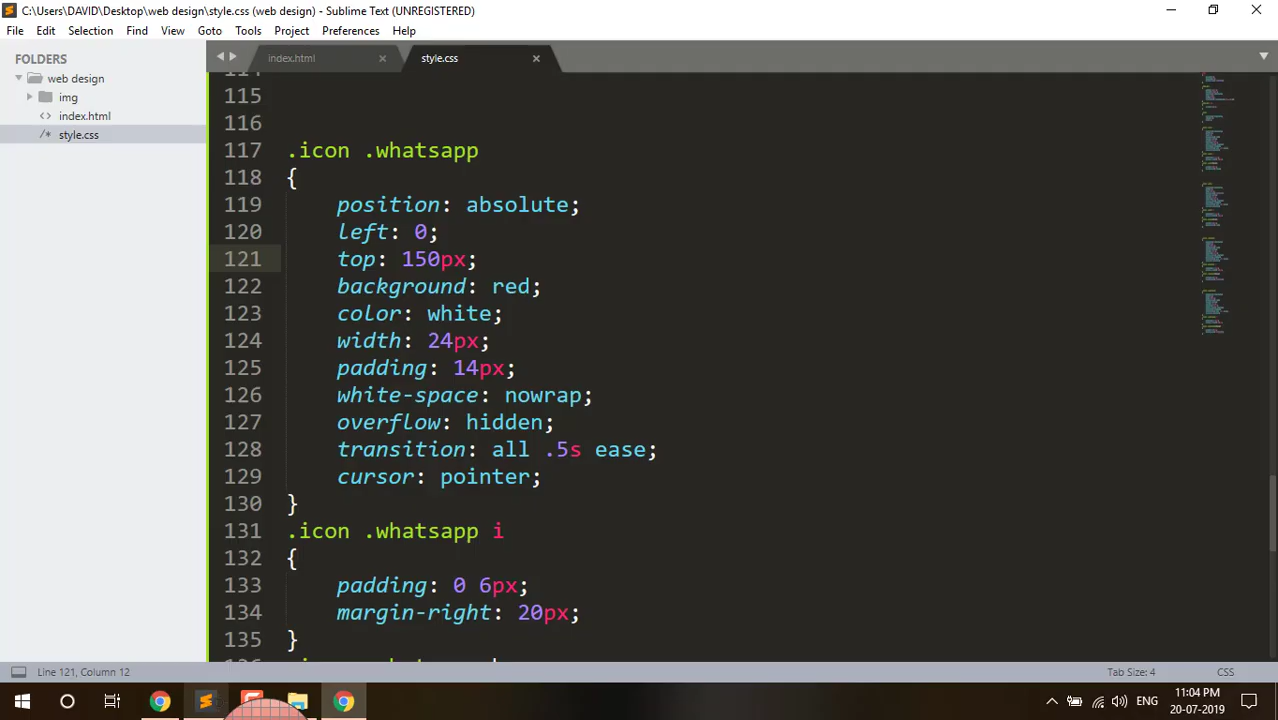 C:\Users\DAVID\Desktop\web design\style.css (web design) - Sublime Text (UNREGISTERED)
File Edit Selection Find View Goto Tools Project Preferences Help
FOLDERS
web design
img
index.html
style.css
index.html
style.css
114
115
116
117 .icon .whatsapp
118 {
119 position: absolute;
120 left: 0;
121 top: 150px;
122 background: red;
123 color: white;
124 width: 24px;
125 padding: 14px;
126 white-space: nowrap;
127 overflow: hidden;
128 transition: all .5s ease;
129 cursor: pointer;
130 }
131 .icon .whatsapp i
132 {
133 padding: 0 6px;
134 margin-right: 20px;
135 }
Line 121, Column 12
Tab Size: 4
CSS
ENG
11:04 PM
20-07-2019